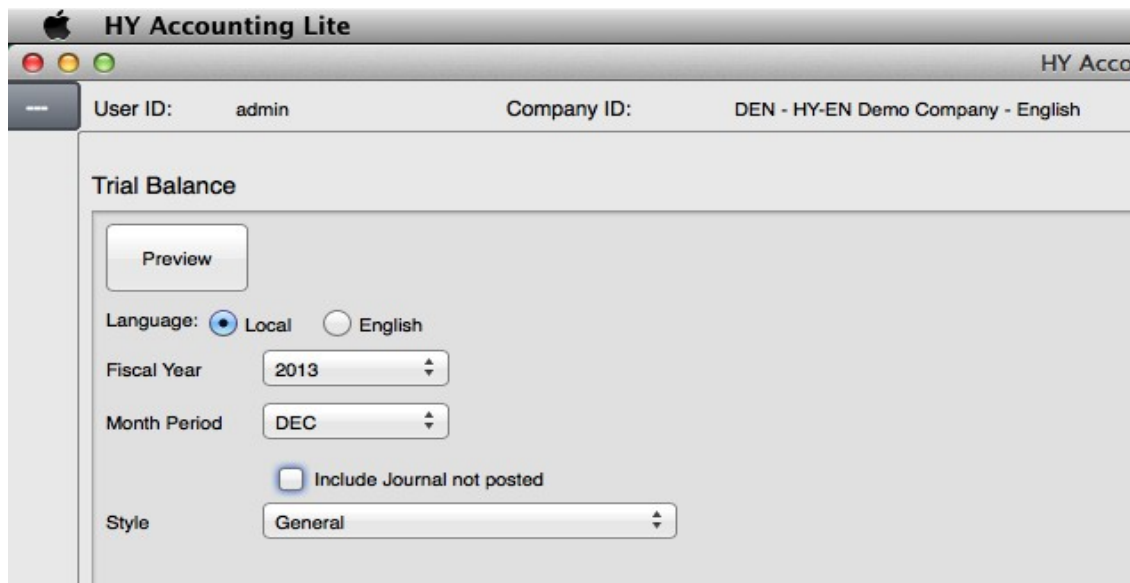 HY Accounting Lite
HY Acco
--- User ID: admin Company ID: DEN - HY-EN Demo Company - English
Trial Balance
Preview
Language: Local English
Fiscal Year 2013
Month Period DEC
Include Journal not posted
Style General